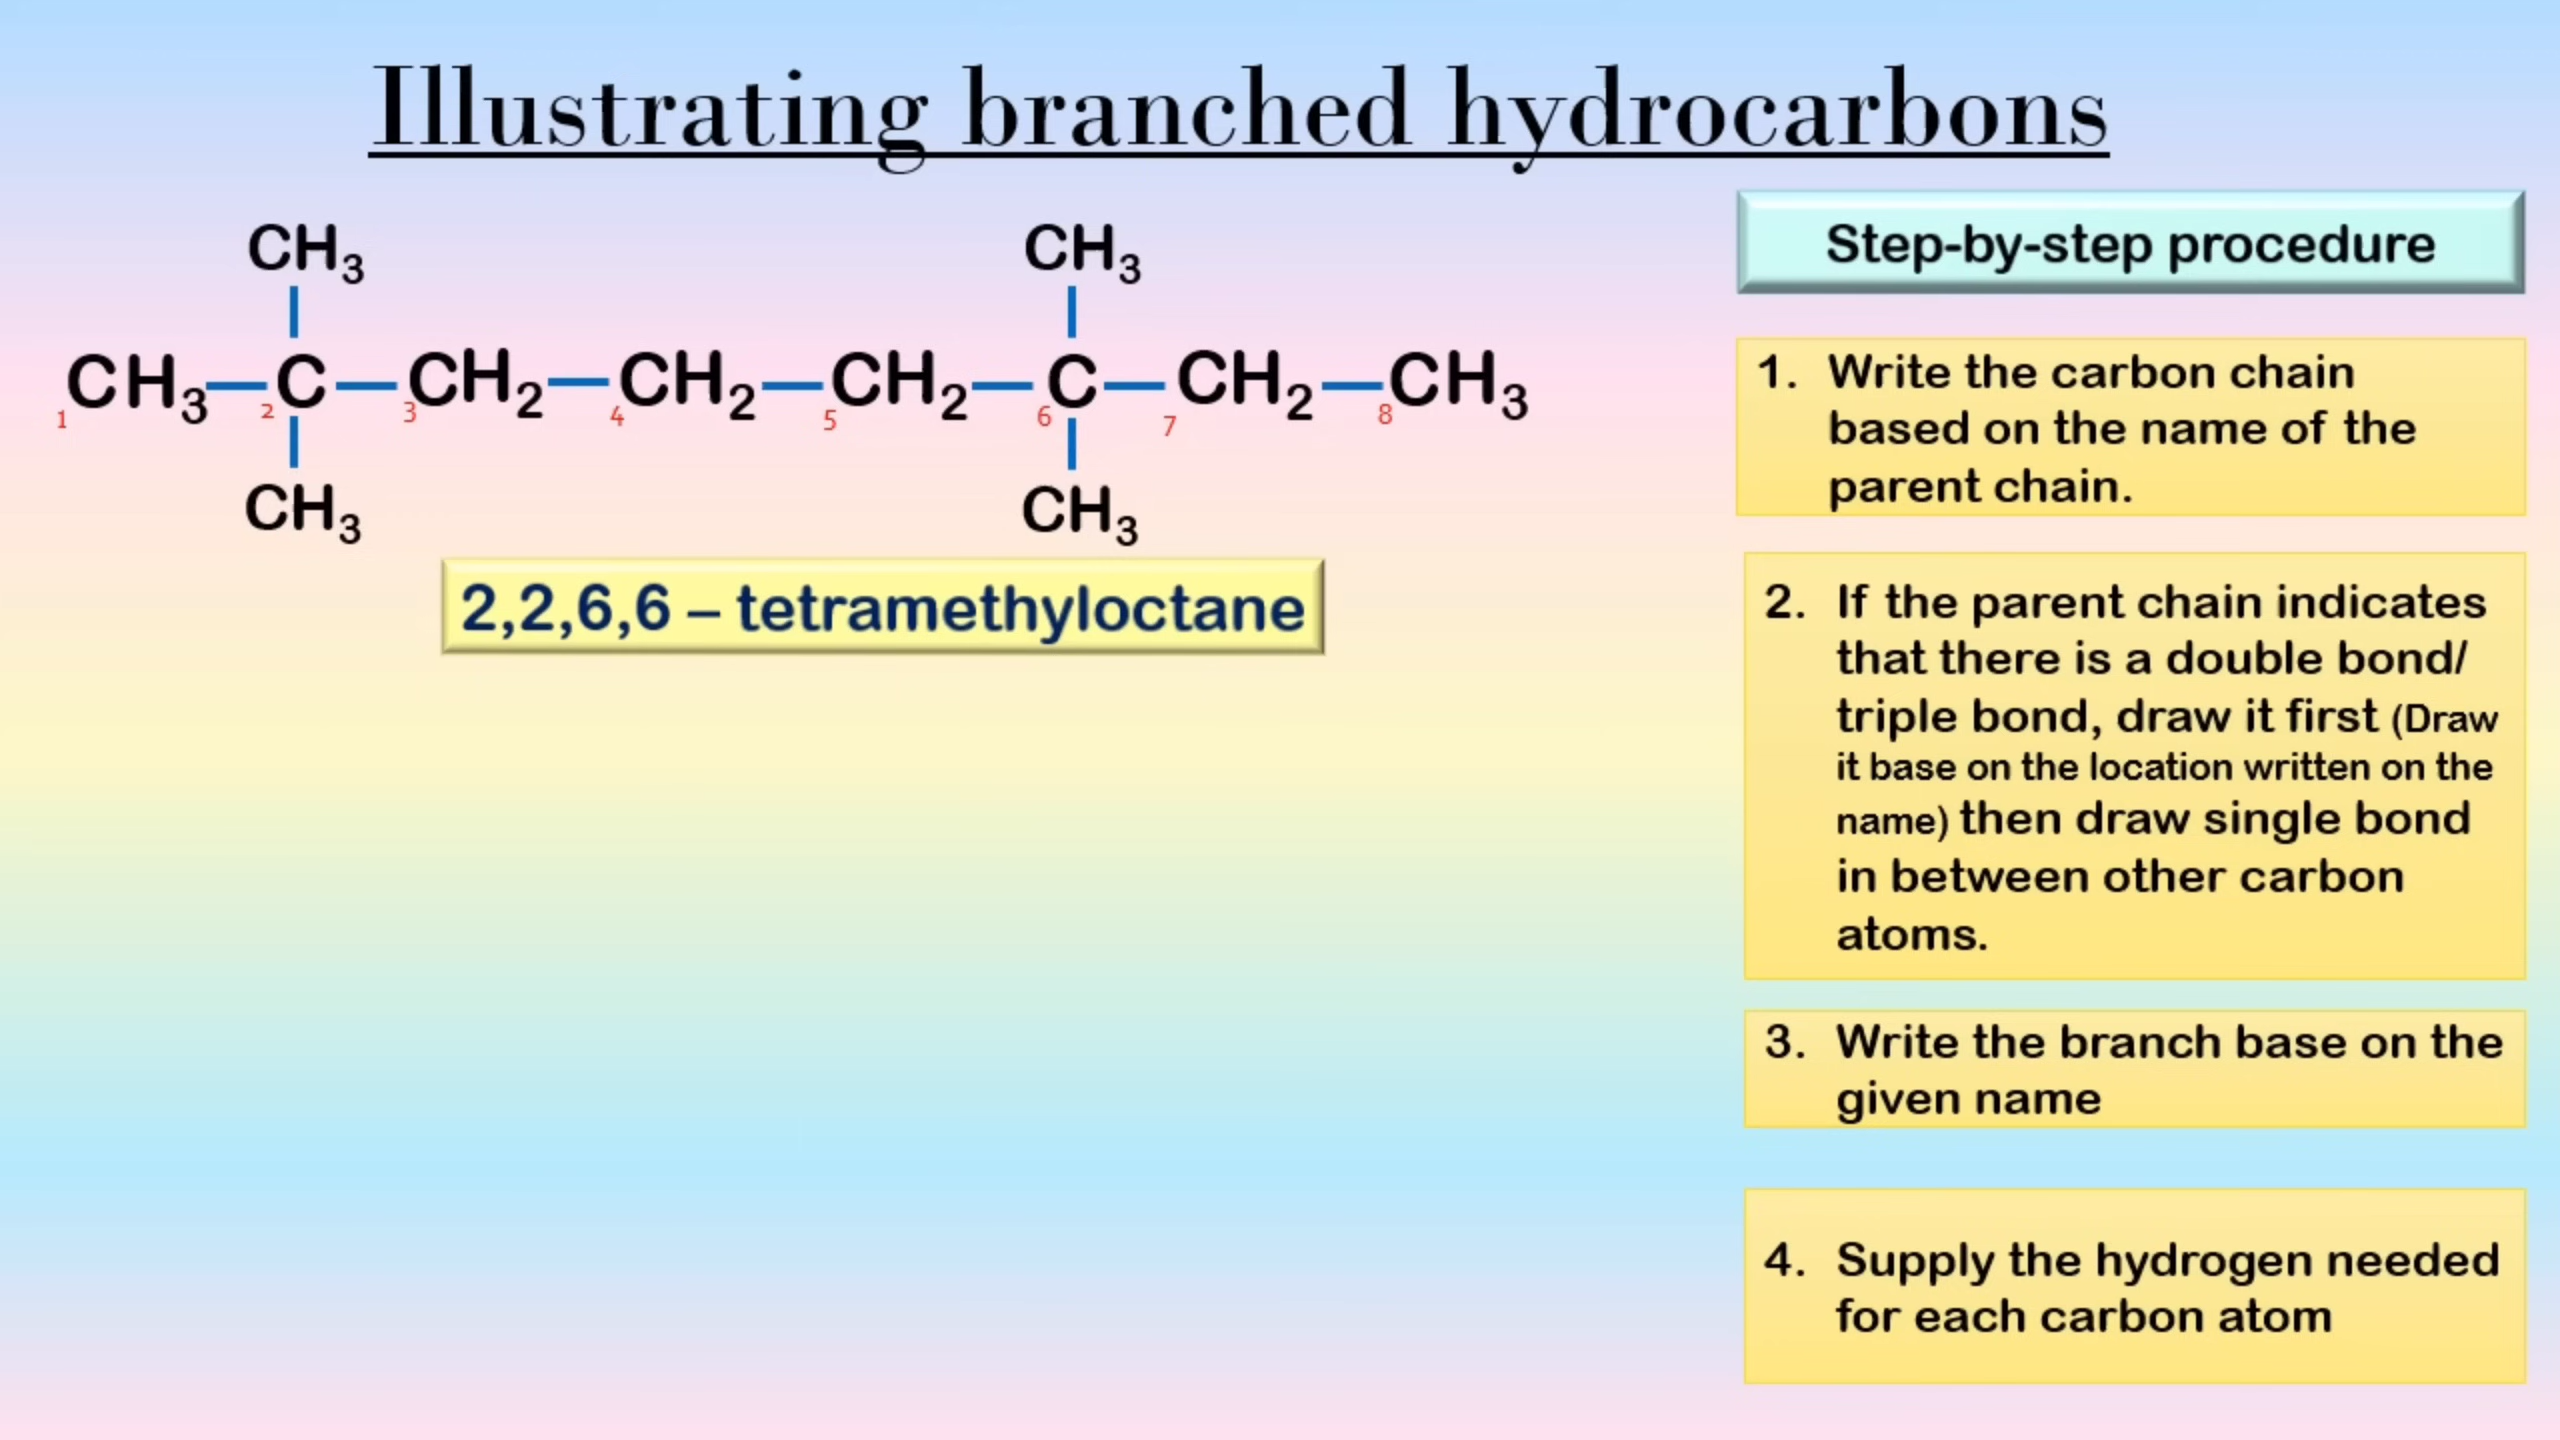 Illustrating branched hydrocarbons
CH3 CH3
CH3—C—CH2—CH2—CH2—C—CH2—CH3
1 2 3 4 5 6 7 8
CH3 CH3
2,2,6,6 – tetramethyloctane
Step-by-step procedure
1. Write the carbon chain
based on the name of the
parent chain.
2. If the parent chain indicates
that there is a double bond/
triple bond, draw it first (Draw
it base on the location written on the
name) then draw single bond
in between other carbon
atoms.
3. Write the branch base on the
given name
4. Supply the hydrogen needed
for each carbon atom